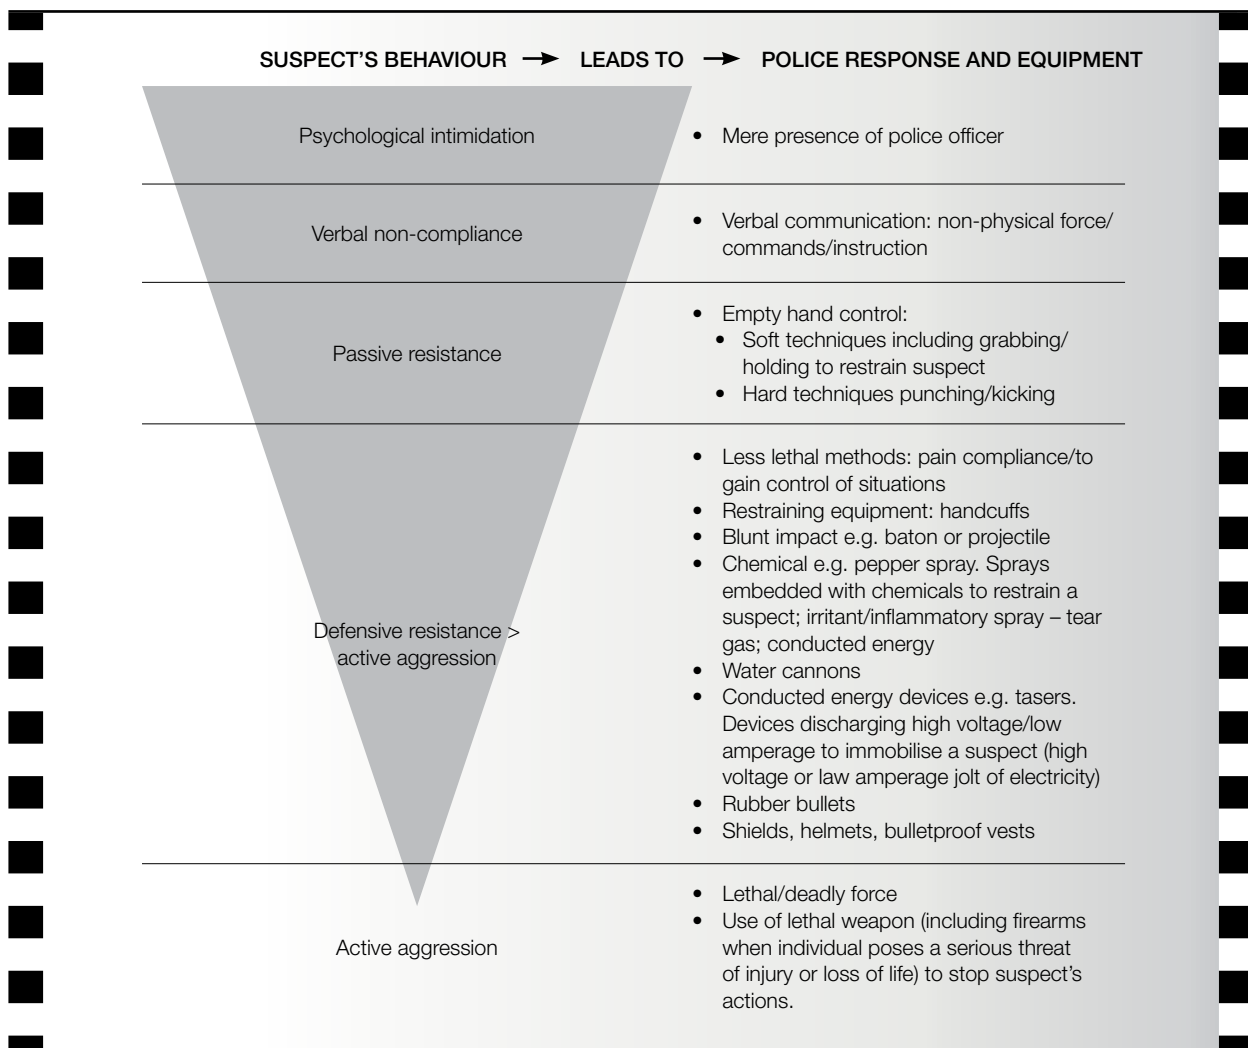 SUSPECT'S BEHAVIOUR → LEADS TO → POLICE RESPONSE AND EQUIPMENT
Psychological intimidation
• Mere presence of police officer
Verbal non-compliance
• Verbal communication: non-physical force/
commands/instruction
Passive resistance
• Empty hand control:
• Soft techniques including grabbing/
holding to restrain suspect
• Hard techniques punching/kicking
Defensive resistance >
active aggression
• Less lethal methods: pain compliance/to
gain control of situations
• Restraining equipment: handcuffs
• Blunt impact e.g. baton or projectile
• Chemical e.g. pepper spray. Sprays
embedded with chemicals to restrain a
suspect; irritant/inflammatory spray – tear
gas; conducted energy
• Water cannons
• Conducted energy devices e.g. tasers.
Devices discharging high voltage/low
amperage to immobilise a suspect (high
voltage or law amperage jolt of electricity)
• Rubber bullets
• Shields, helmets, bulletproof vests
Active aggression
• Lethal/deadly force
• Use of lethal weapon (including firearms
when individual poses a serious threat
of injury or loss of life) to stop suspect's
actions.